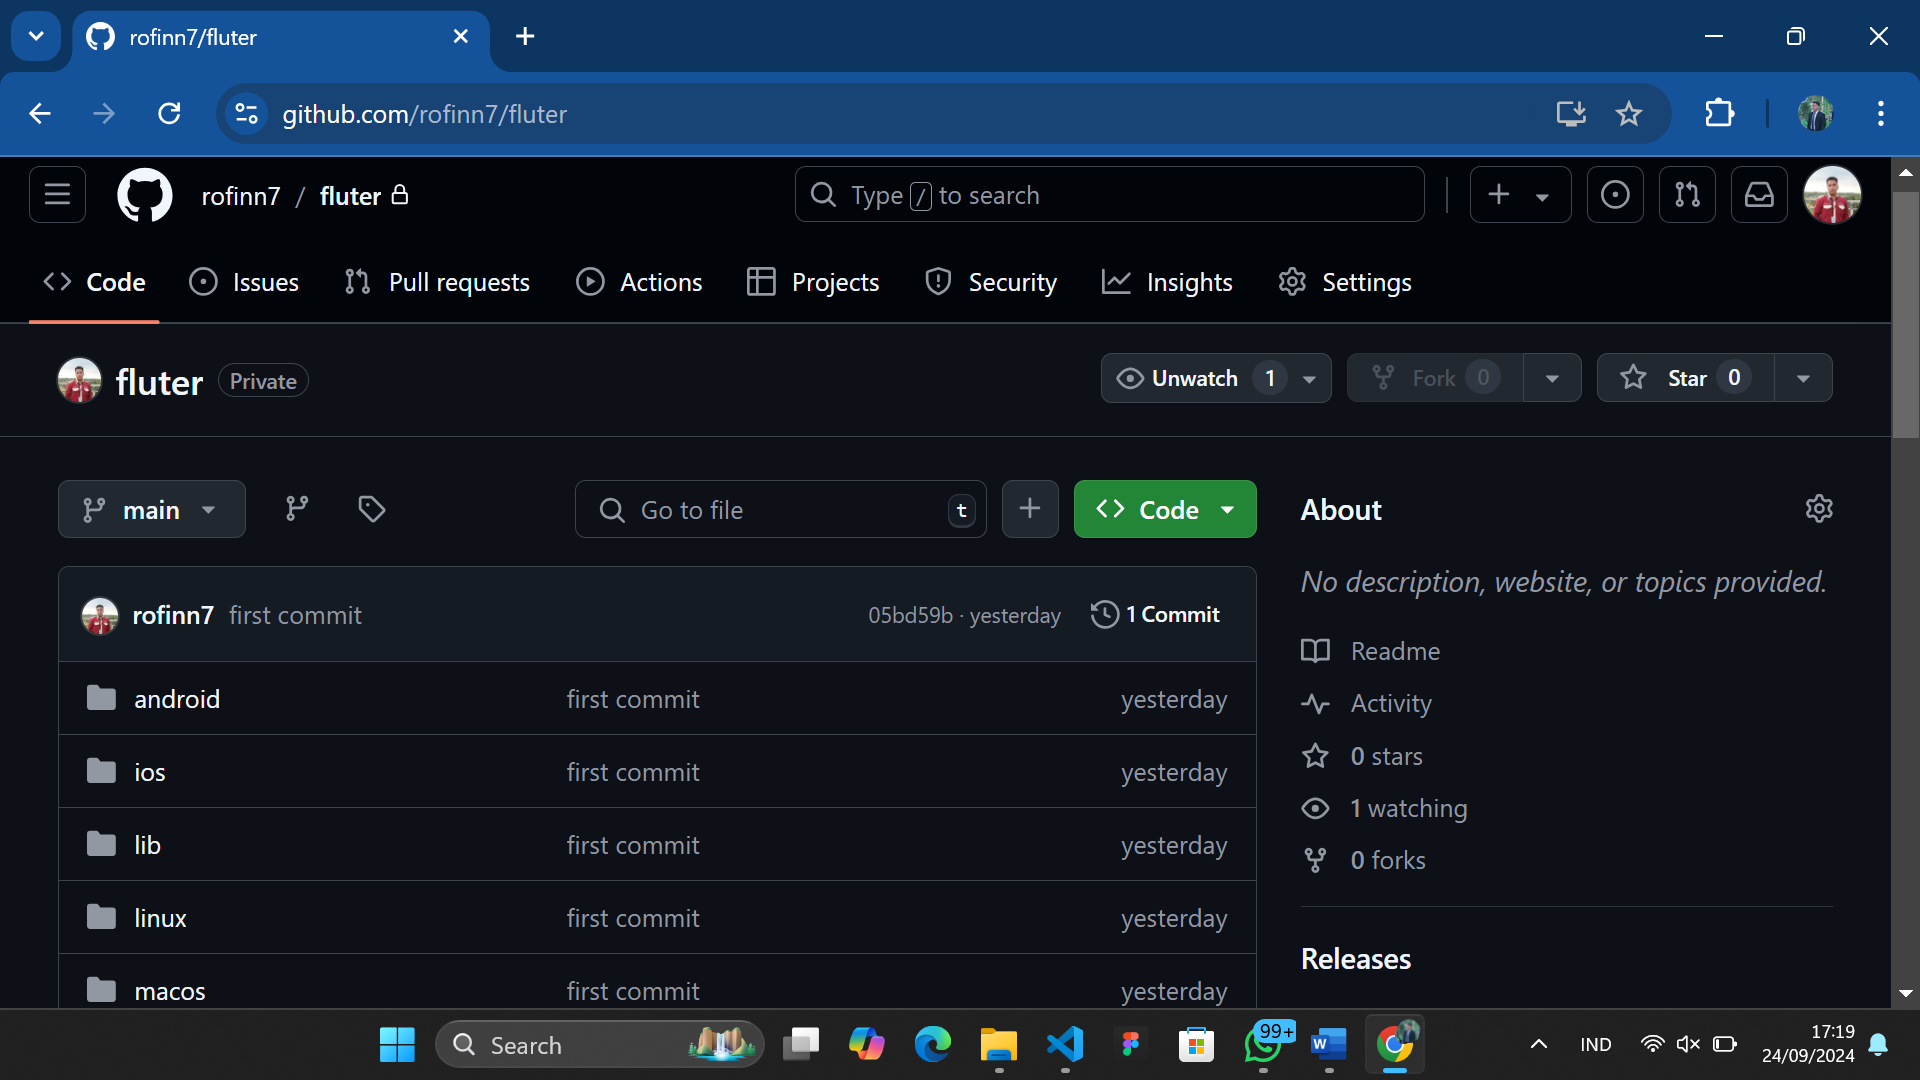 rofinn7/fluter
github.com/rofinn7/fluter
rofinn7 / fluter
Type / to search
Code Issues Pull requests Actions Projects Security Insights Settings
fluter Private Unwatch 1 Fork 0 Star 0
main Go to file t Code
rofinn7 first commit 05bd59b · yesterday 1 Commit
android first commit yesterday
ios first commit yesterday
lib first commit yesterday
linux first commit yesterday
macos first commit yesterday
About
No description, website, or topics provided.
Readme
Activity
0 stars
1 watching
0 forks
Releases
Search
99+
W
IND
17:19
24/09/2024